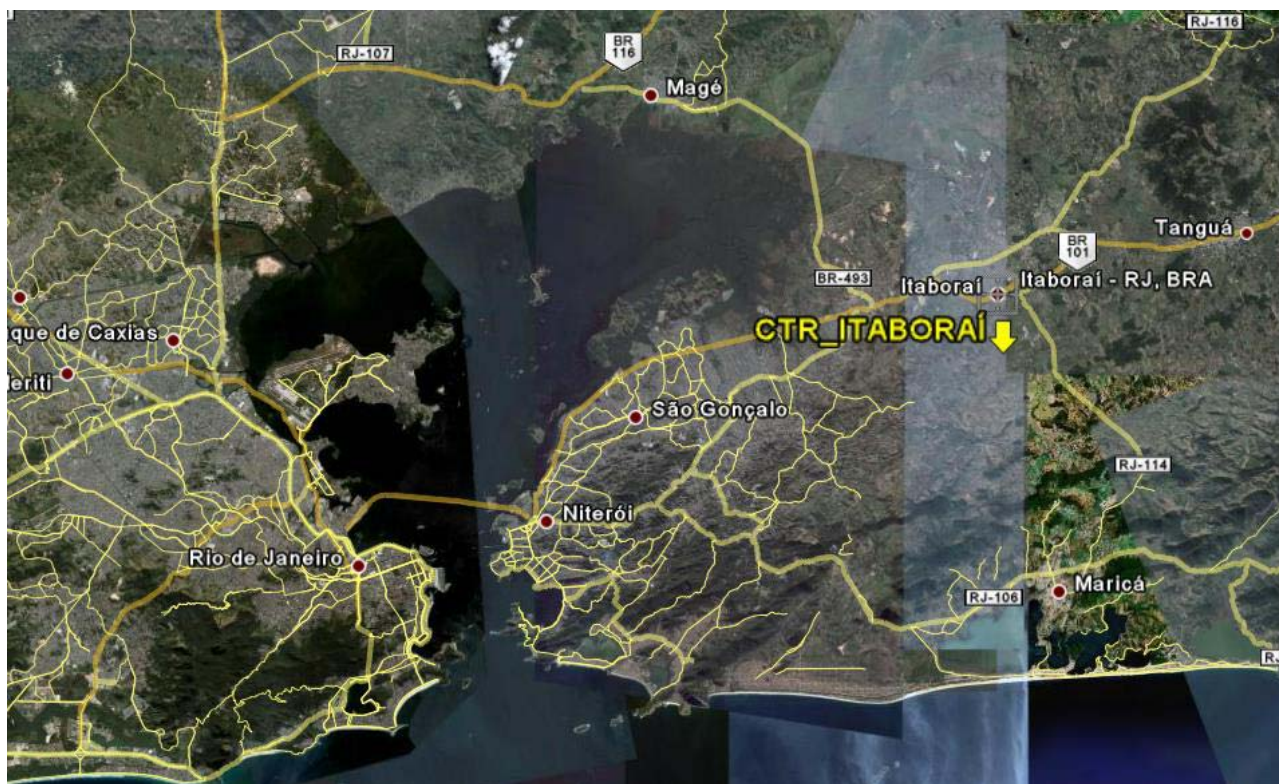 RJ-116
BR
116
RJ-107
Magé
Tanguá
BR
101
BR-493
Itaboraí
Itaboraí - RJ, BRA
CTR_ITABORAÍ
que de Caxias
eriti
São Gonçalo
RJ-114
Niterói
Rio de Janeiro
Maricá
RJ-106
RJ